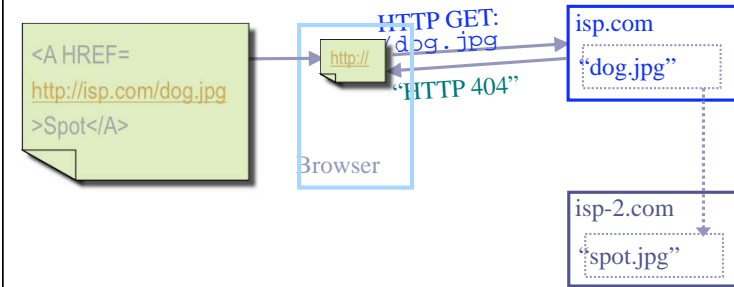 <A HREF=
http://isp.com/dog.jpg
>Spot</A>
http://
Browser
HTTP GET:
/dog.jpg
“HTTP 404”
isp.com
“dog.jpg”
isp-2.com
“spot.jpg”